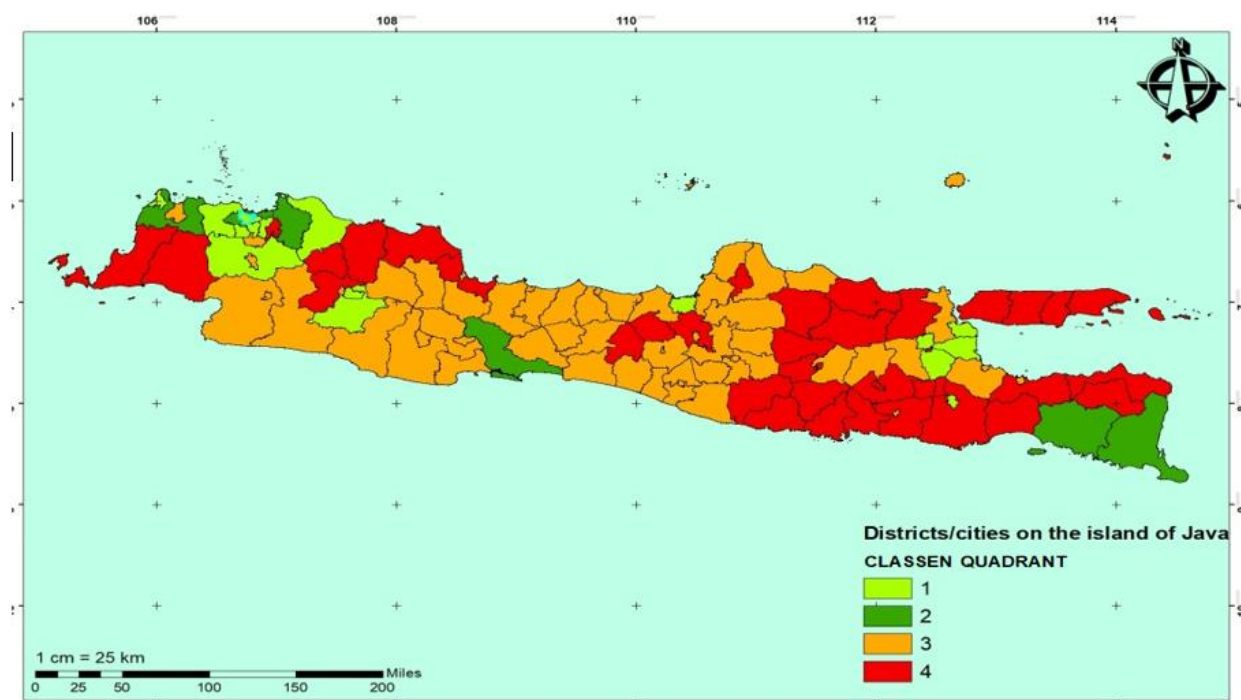 106 108 110 112 114
N
Districts/cities on the island of Java
CLASSEN QUADRANT
1
2
3
4
1 cm = 25 km
Miles
0 25 50 100 150 200